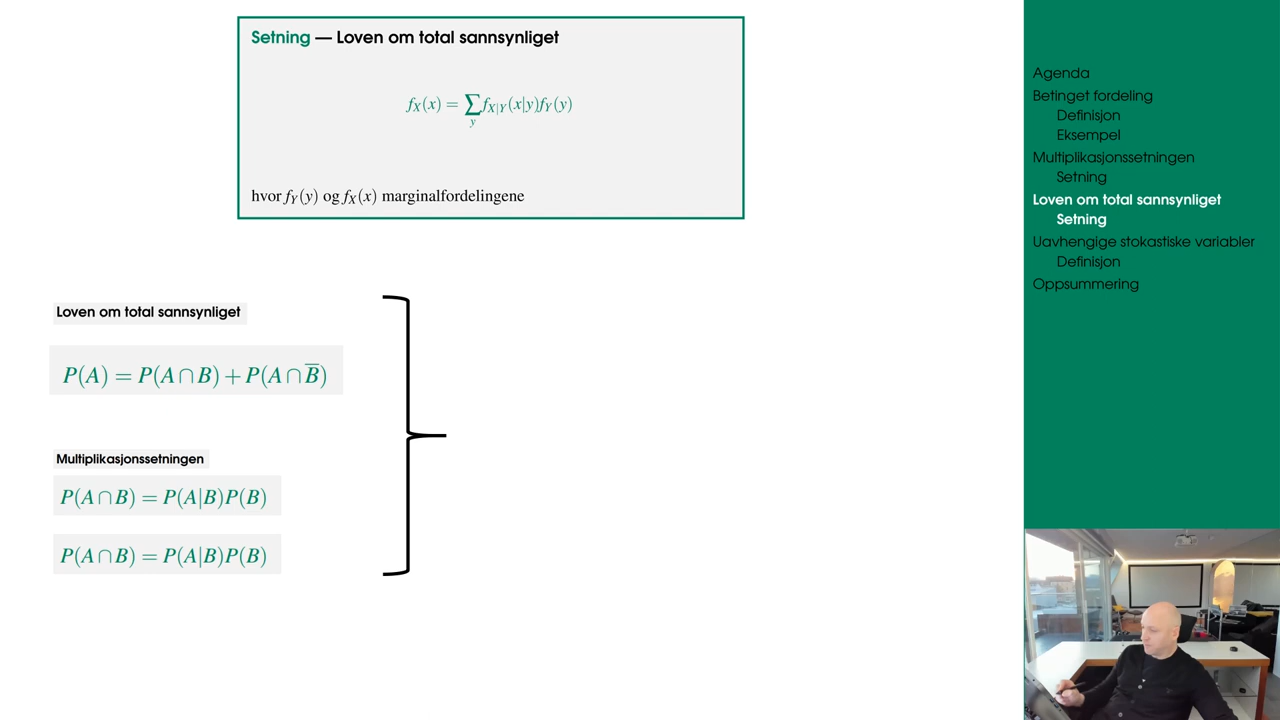 Setning — Loven om total sannsynliget
f_X(x) = ∑_y f_{X|Y}(x|y)f_Y(y)
hvor f_Y(y) og f_X(x) marginalfordelingene
Loven om total sannsynliget
P(A) = P(A ∩ B) + P(A ∩ B̅)
Multiplikasjonssetningen
P(A ∩ B) = P(A|B)P(B)
P(A ∩ B) = P(A|B)P(B)
Agenda
Betinget fordeling
Definisjon
Eksempel
Multiplikasjonssetningen
Setning
Loven om total sannsynliget
Setning
Uavhengige stokastiske variabler
Definisjon
Oppsummering